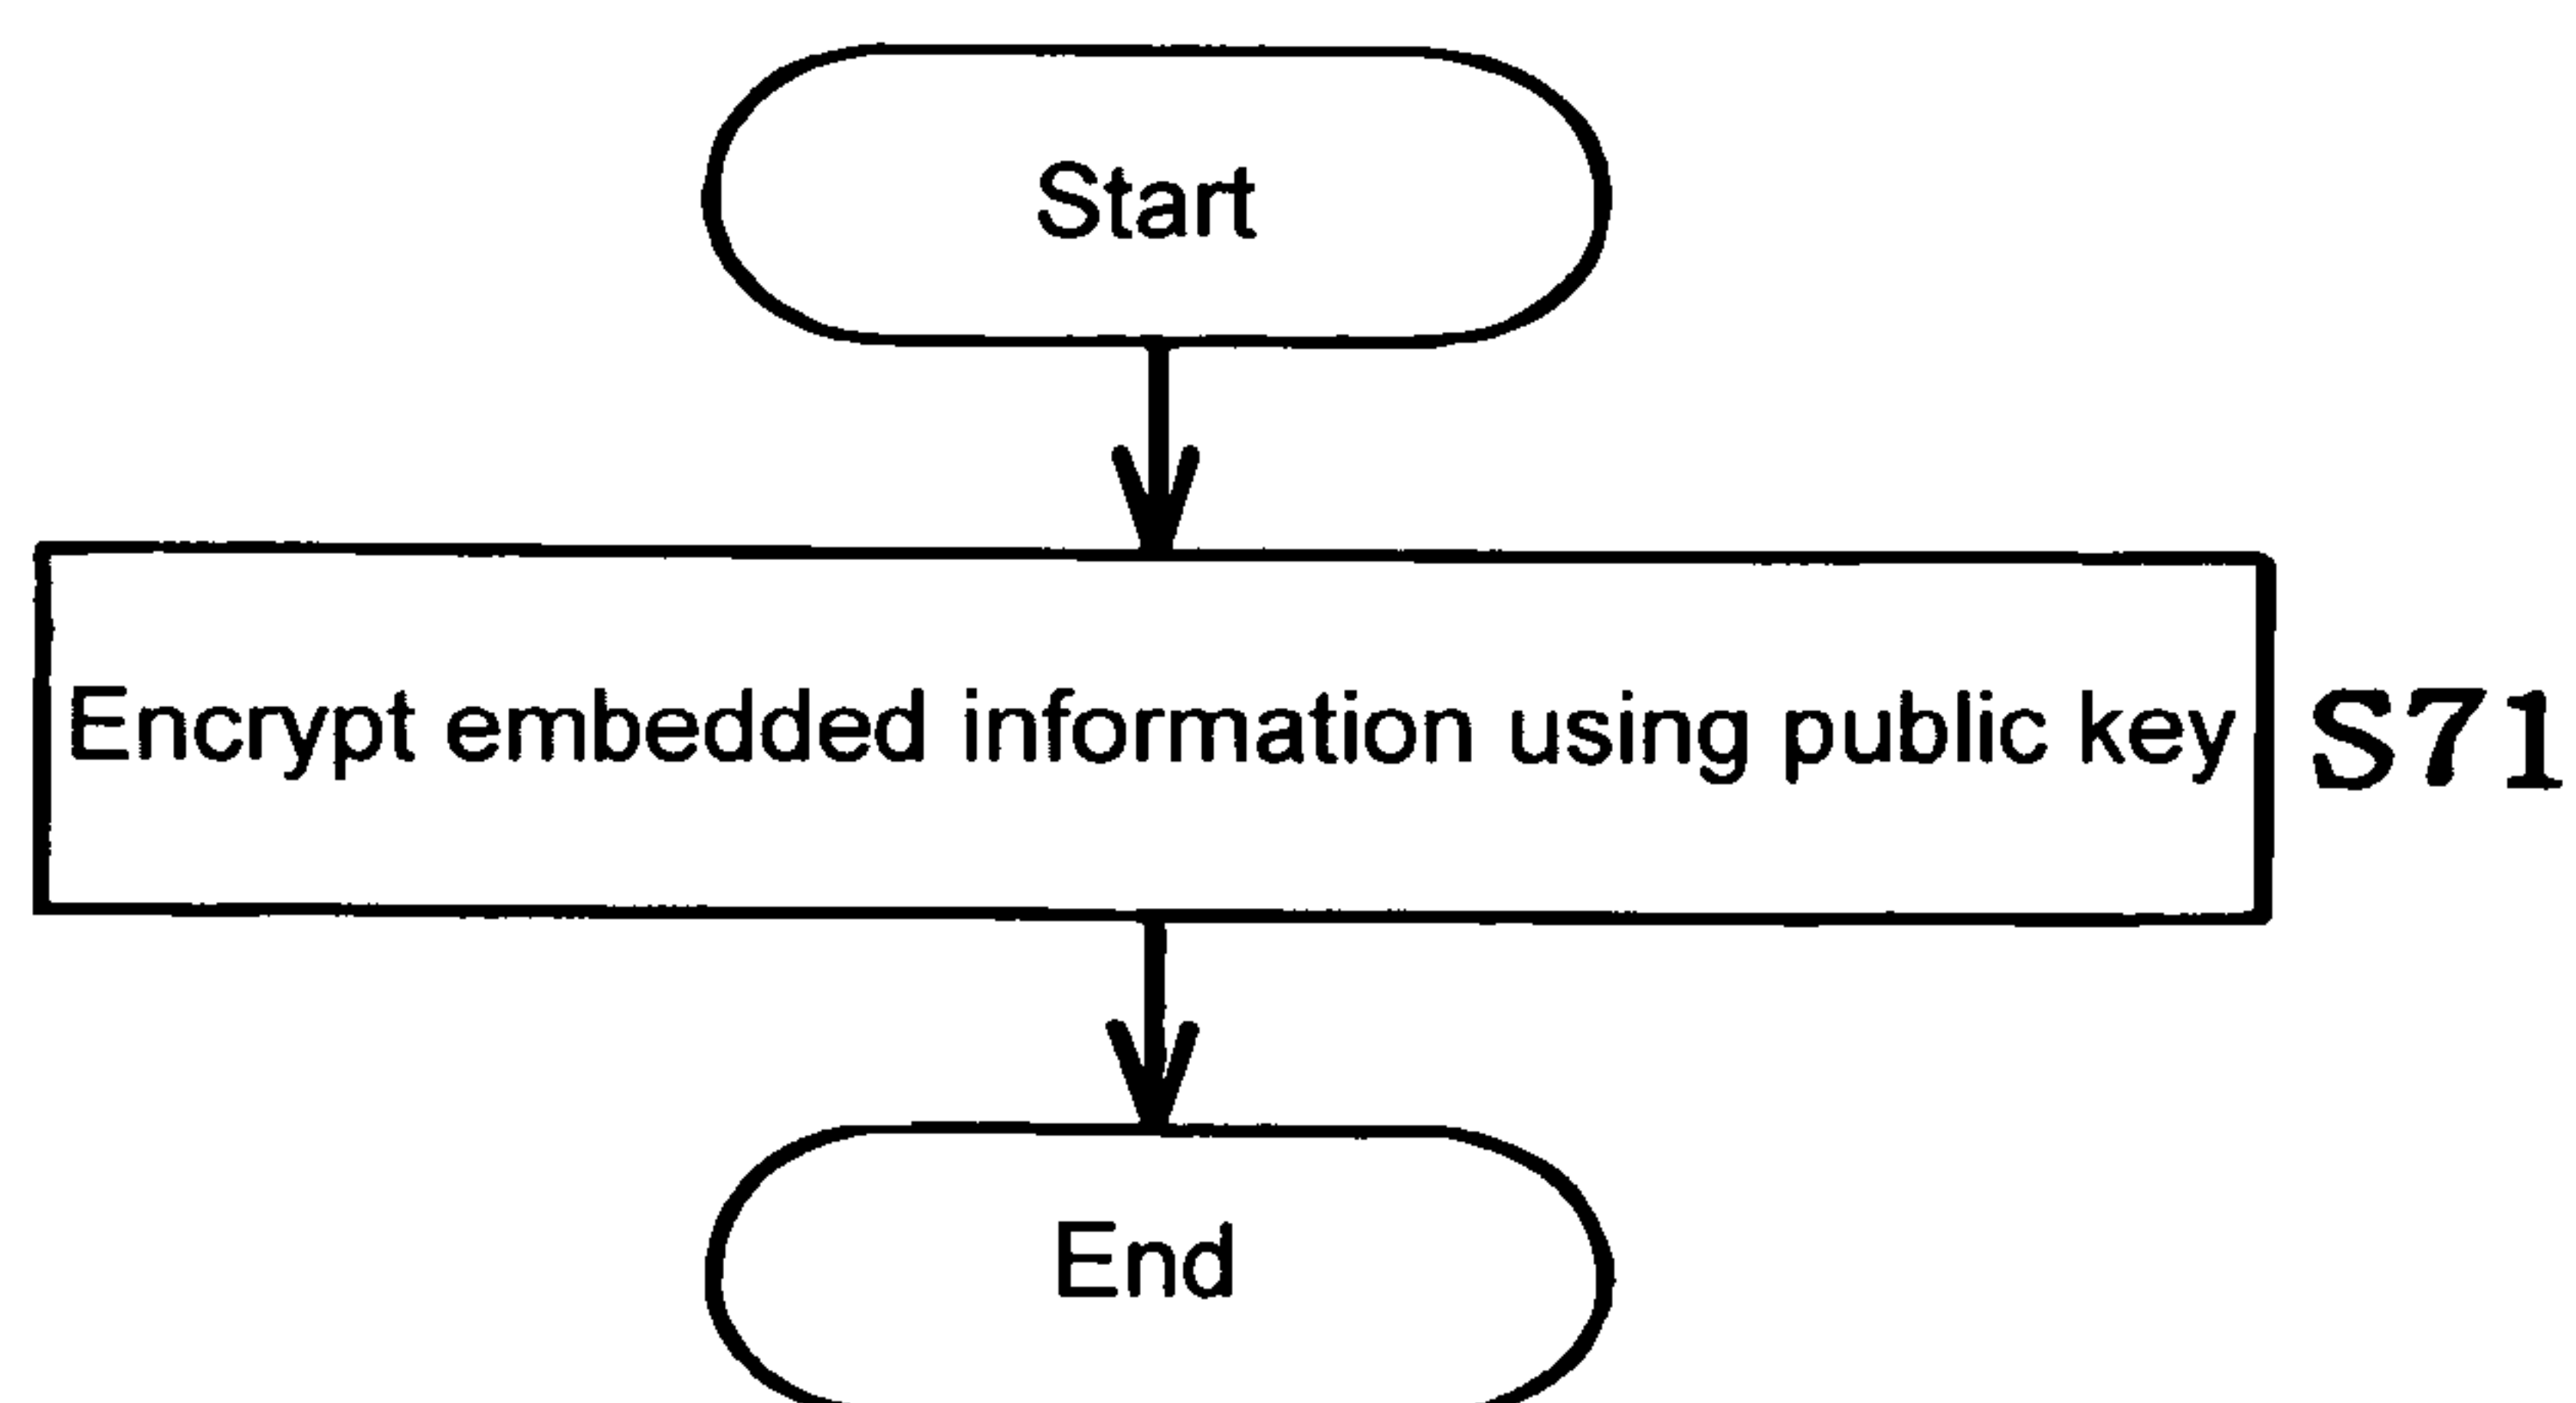 Start
Encrypt embedded information using public key S71
End